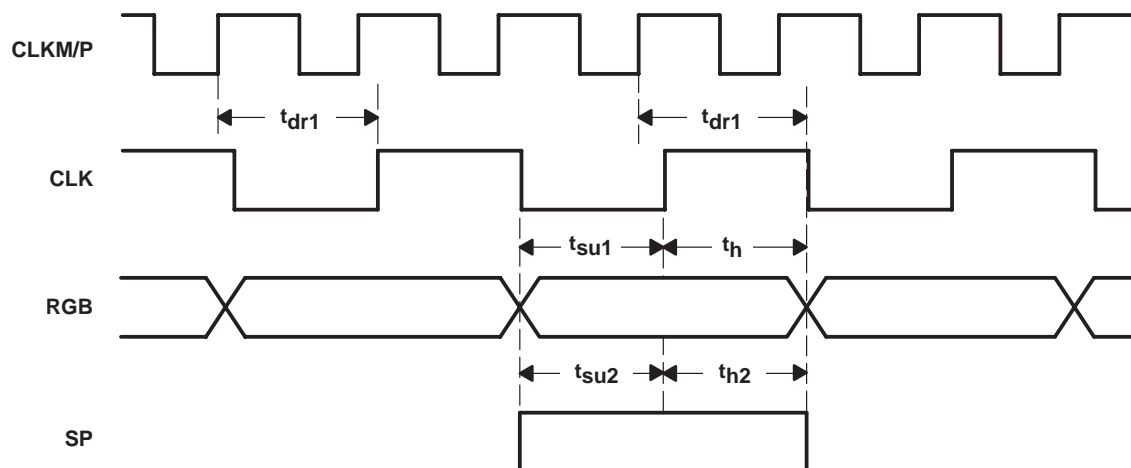 CLKM/P
tdr1 tdr1
CLK
tsu1 th
RGB
tsu2 th2
SP